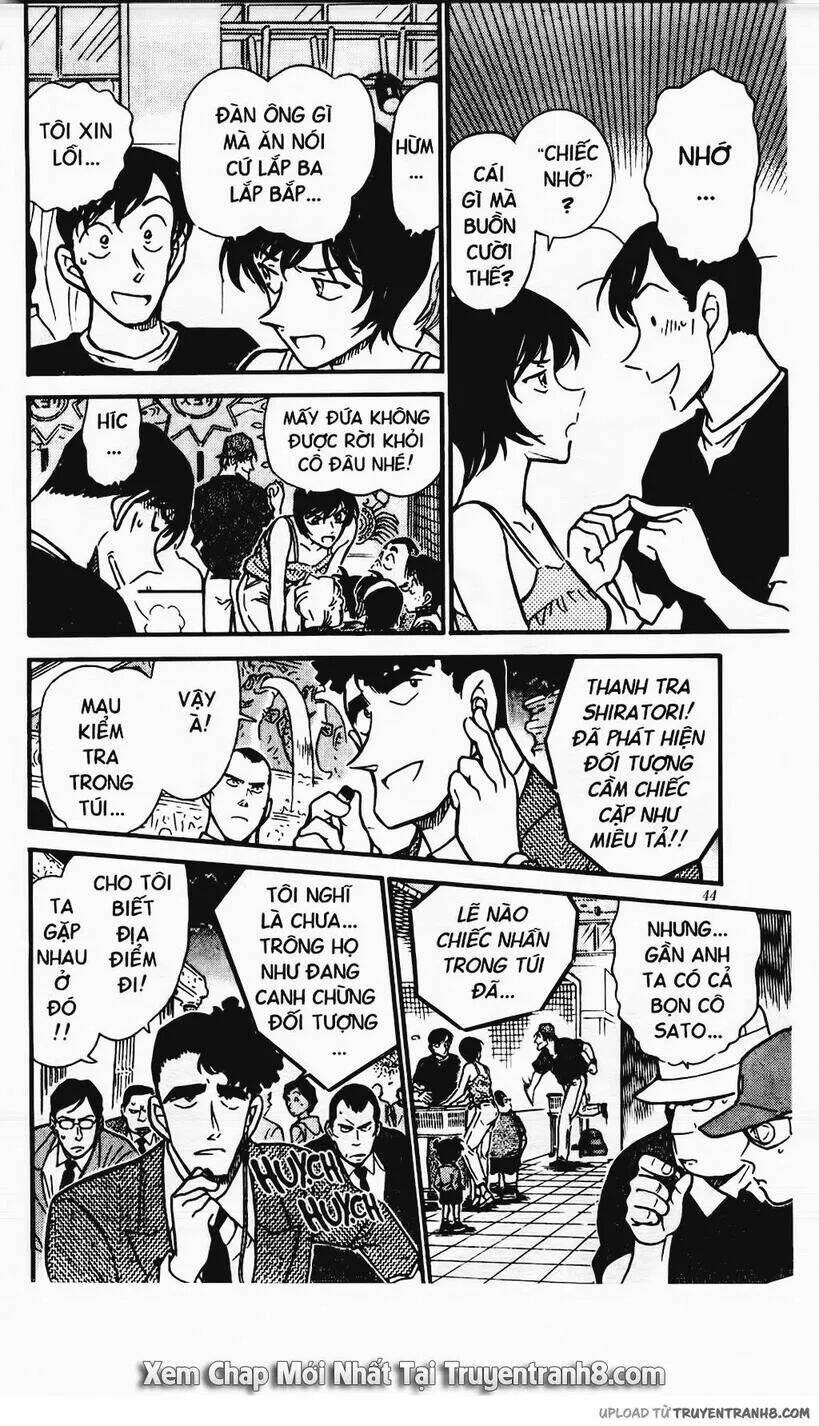 NHỚ
...
"CHIẾC
NHỚ"
?
CÁI
GÌ MÀ
BUỒN
CƯỜI
THẾ?
HỪM
...
ĐÀN ÔNG GÌ
MÀ ĂN NÓI
CỨ LẮP BA
LẮP BẮP...
TÔI XIN
LỒI...
MẤY ĐỨA KHÔNG
ĐƯỢC RỜI KHỎI
CÔ ĐÂU NHÉ!
HÍC
...
THANH TRA
SHIRATORI!
ĐÃ PHÁT HIỆN
ĐỐI TƯỢNG
CẦM CHIẾC
CẶP NHƯ
MIÊU TẢ!!
VẬY
À!
MAU
KIỂM
TRA
TRONG
TÚI...
44
NHƯNG...
GẦN ANH
TA CÓ CẢ
BỌN CÔ
SATO...
LẼ NÀO
CHIẾC NHẪN
TRONG TÚI
ĐÃ...
TÔI NGHĨ
LÀ CHƯA...
TRÔNG HỌ
NHƯ ĐANG
CANH CHỪNG
ĐỐI TƯỢNG
...
CHO TÔI
BIẾT
ĐỊA
ĐIỂM
ĐI!
TA
GẶP
NHAU
Ở
ĐÓ
!!
HUỴCH
HUỴCH
Xem Chap Mới Nhất Tại Truyentranh8.com
UPLOAD TỪ TRUYENTRANH8.COM